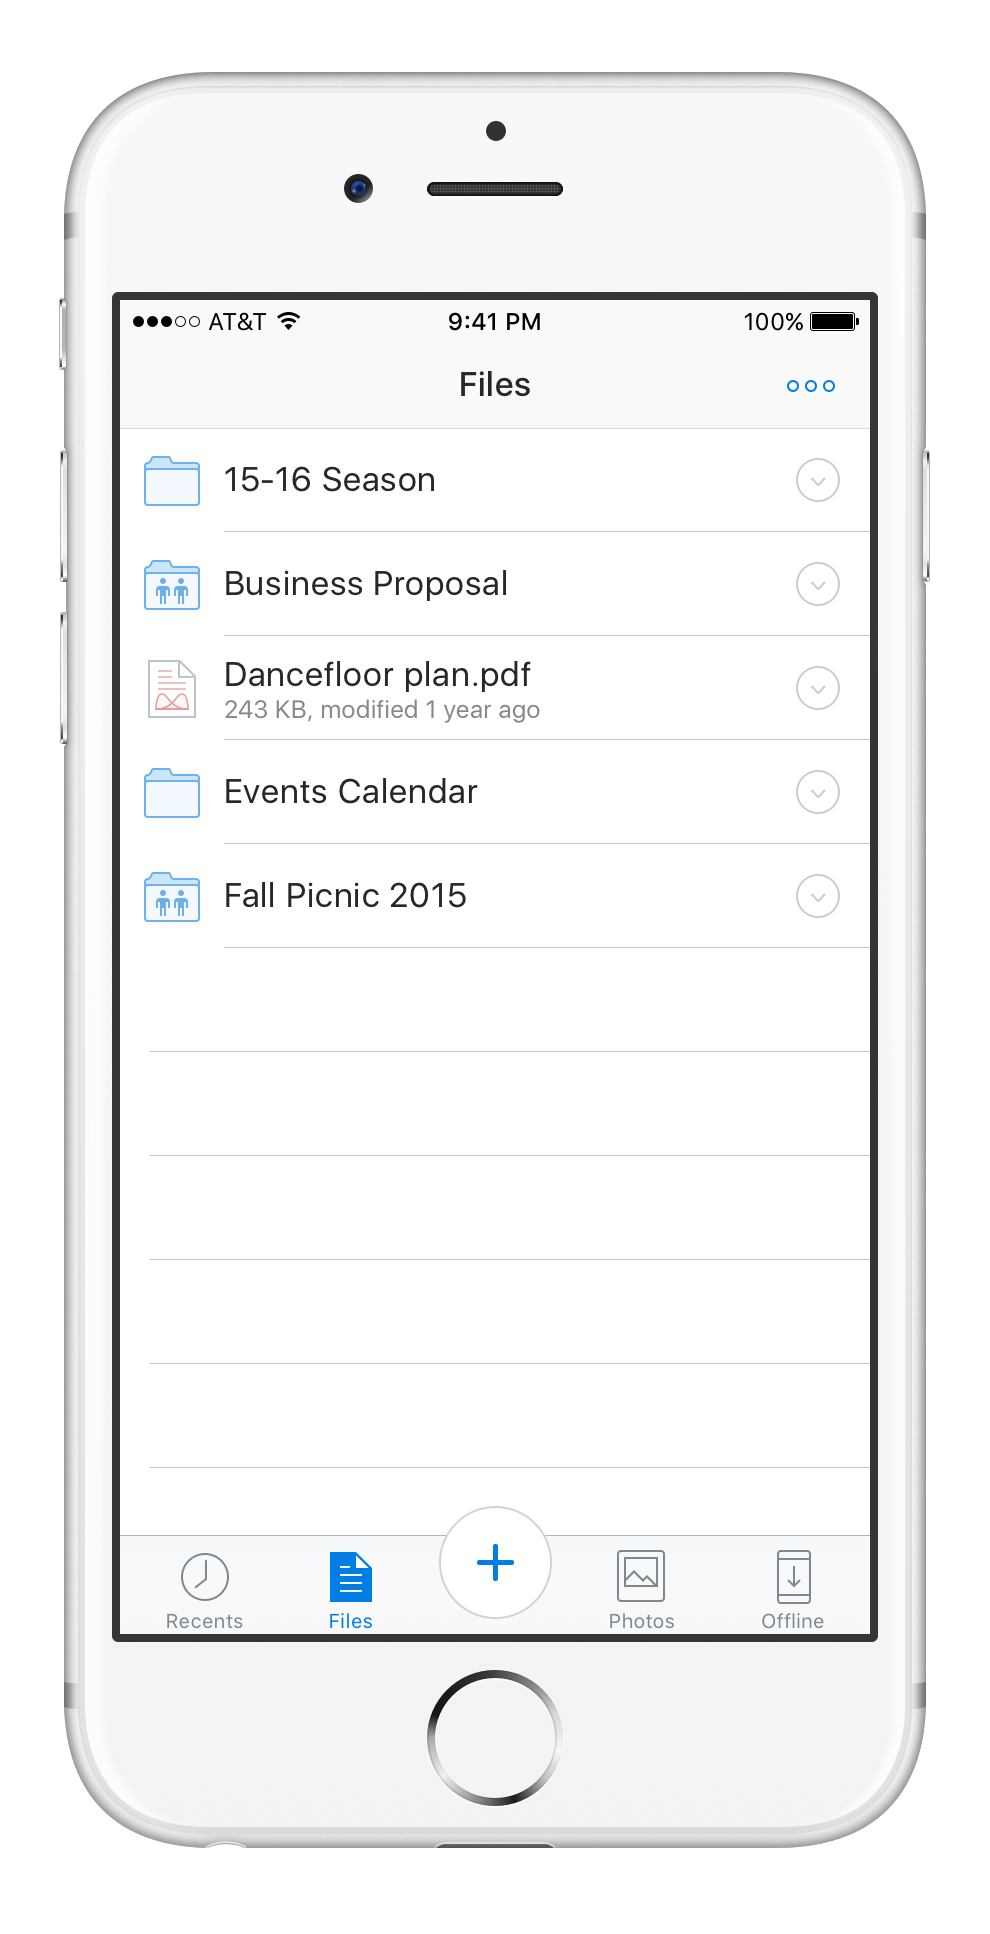 AT&T 9:41 PM 100%
Files
15-16 Season
Business Proposal
Dancefloor plan.pdf
243 KB, modified 1 year ago
Events Calendar
Fall Picnic 2015
Recents Files Photos Offline